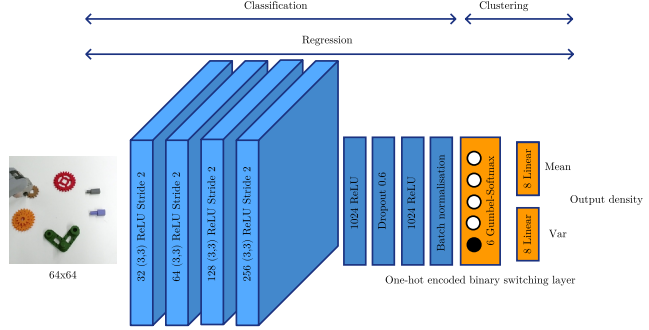 Classification
Clustering
Regression
32 (3,3) ReLU Stride 2
64 (3,3) ReLU Stride 2
128 (3,3) ReLU Stride 2
256 (3,3) ReLU Stride 2
1024 ReLU
Dropout 0.6
1024 ReLU
Batch normalisation
6 Gumbel-Softmax
8 Linear
Mean
8 Linear
Var
Output density
64x64
One-hot encoded binary switching layer